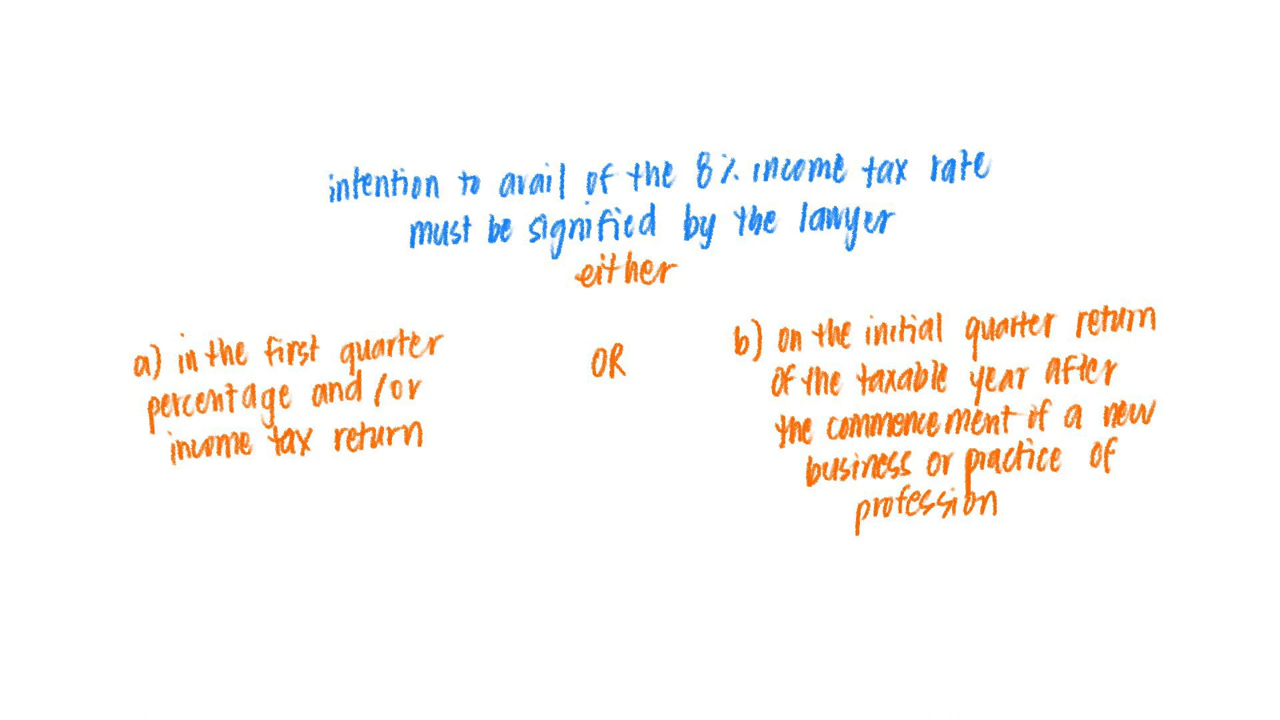 intention to avail of the 8% income tax rate
must be signified by the lawyer
either
a) in the first quarter
percentage and /or
income tax return
OR
b) on the initial quarter return
of the taxable year after
the commencement of a new
business or practice of
profession